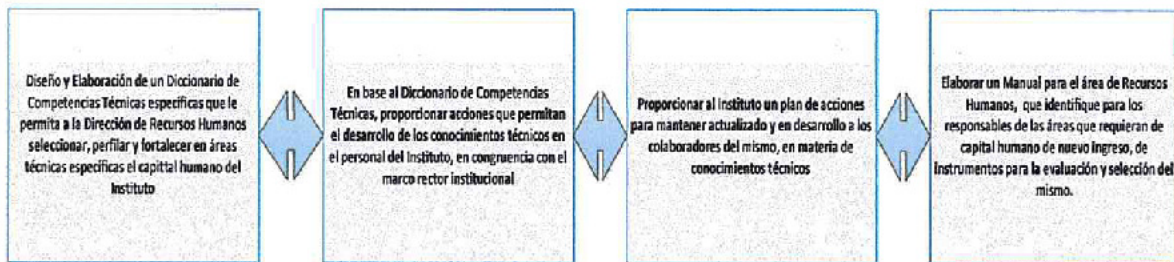 Diseño y Elaboración de un Diccionario de
Competencias Técnicas específicas que le
permita a la Dirección de Recursos Humanos
seleccionar, perfilar y fortalecer en áreas
técnicas específicas el capittal humano del
Instituto
En base al Diccionario de Competencias
Técnicas, proporcionar acciones que permitan
el desarrollo de los conocimientos técnicos en
el personal del Instituto, en congruencia con el
marco rector institucional
Proporcionar al Instituto un plan de acciones
para mantener actualizado y en desarrollo a los
colaboradores del mismo, en materia de
conocimientos técnicos
Elaborar un Manual para el área de Recursos
Humanos, que identifique para los
responsables de las áreas que requieran de
capital humano de nuevo ingreso, de
instrumentos para la evaluación y selección del
mismo.